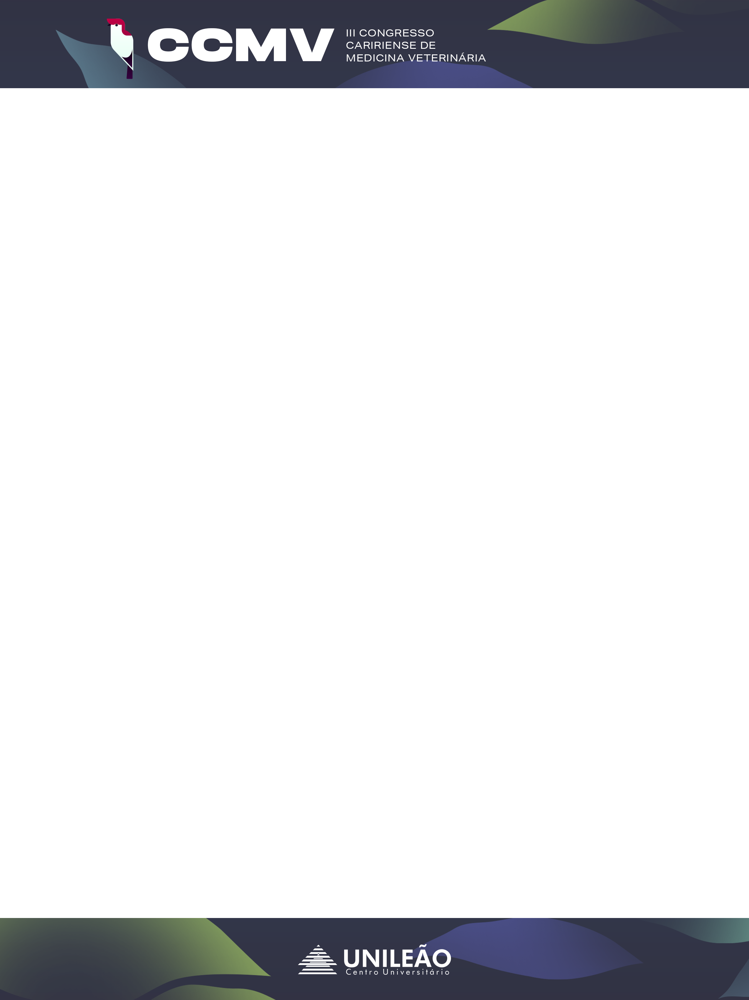 CCMV
III CONGRESSO
CARIRIENSE DE
MEDICINA VETERINÁRIA
UNILEÃO
Centro Universitário